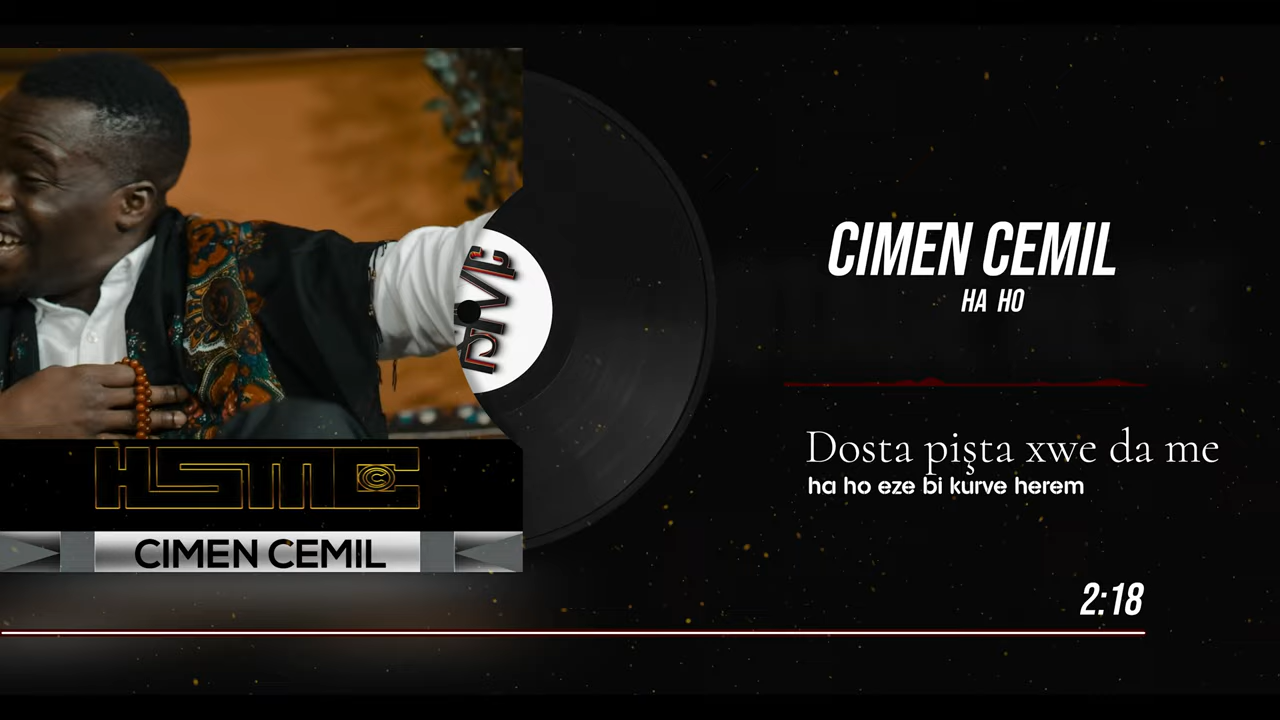 CIMEN CEMIL
HA HO
Dosta pişta xwe da me
ha ho eze bi kurve herem
2:18
HSMC
©
CIMEN CEMIL